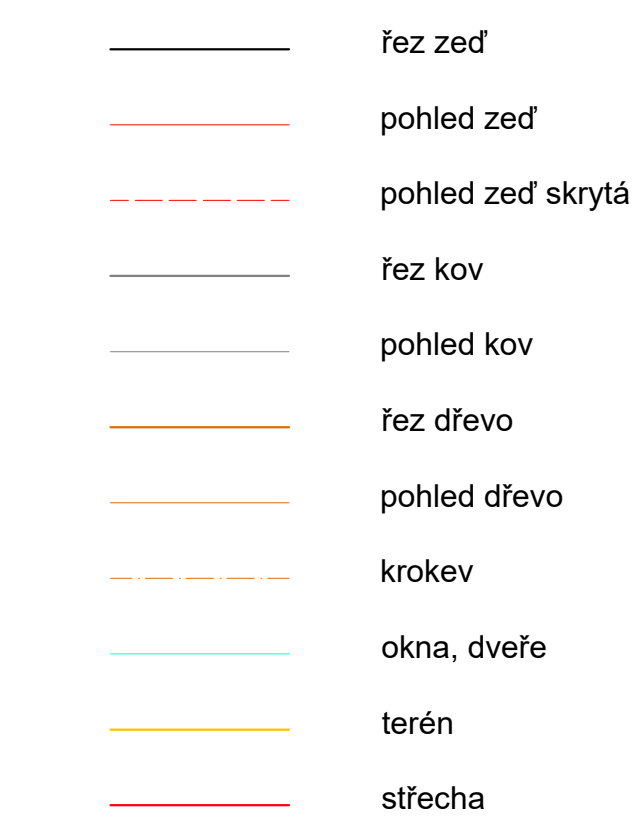 řez zeď
pohled zeď
pohled zeď skrytá
řez kov
pohled kov
řez dřevo
pohled dřevo
krokev
okna, dveře
terén
střecha